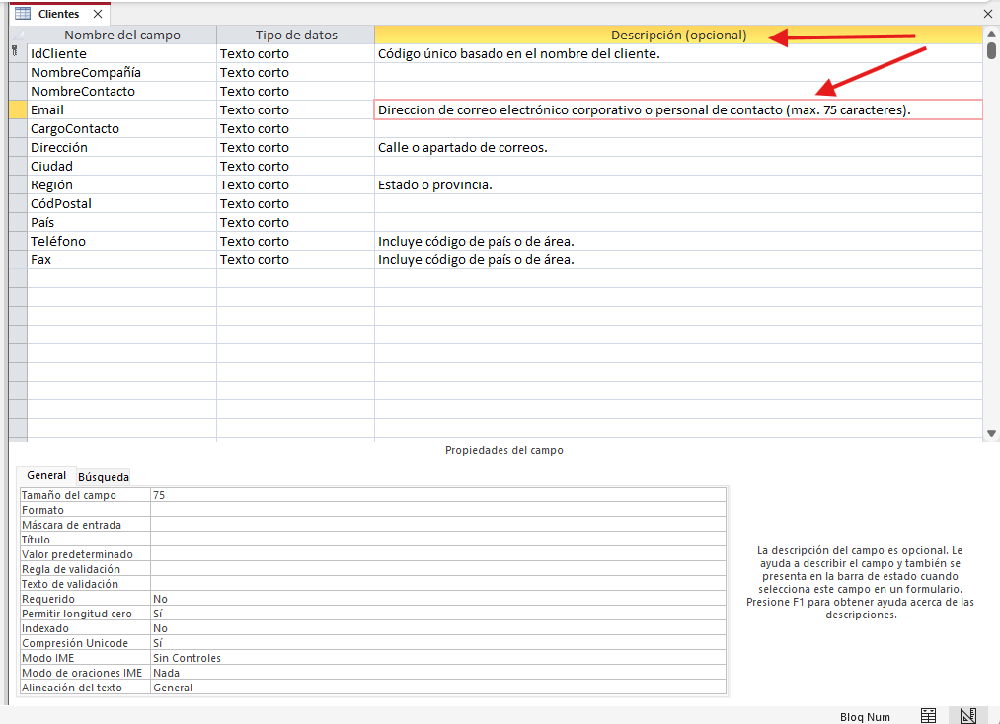 Clientes
Nombre del campo Tipo de datos Descripción (opcional)
IdCliente Texto corto Código único basado en el nombre del cliente.
NombreCompañía Texto corto
NombreContacto Texto corto
Email Texto corto Direccion de correo electrónico corporativo o personal de contacto (max. 75 caracteres).
CargoContacto Texto corto
Dirección Texto corto Calle o apartado de correos.
Ciudad Texto corto
Región Texto corto Estado o provincia.
CódPostal Texto corto
País Texto corto
Teléfono Texto corto Incluye código de país o de área.
Fax Texto corto Incluye código de país o de área.
Propiedades del campo
General Búsqueda
Tamaño del campo 75
Formato
Máscara de entrada
Título
Valor predeterminado
Regla de validación
Texto de validación
Requerido No
Permitir longitud cero Sí
Indexado No
Compresión Unicode Sí
Modo IME Sin Controles
Modo de oraciones IME Nada
Alineación del texto General
La descripción del campo es opcional. Le
ayuda a describir el campo y también se
presenta en la barra de estado cuando
selecciona este campo en un formulario.
Presione F1 para obtener ayuda acerca de las
descripciones.
Bloq Num